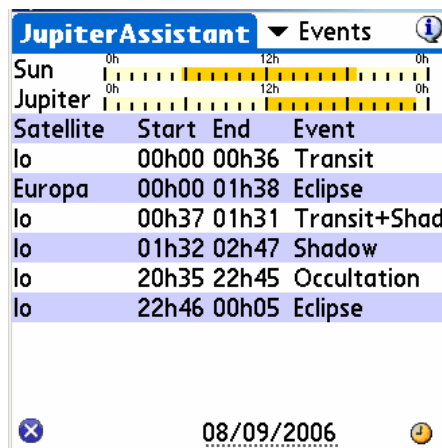 JupiterAssistant Events
Sun 0h 12h 0h
Jupiter 0h 12h 0h
Satellite Start End Event
Io 00h00 00h36 Transit
Europa 00h00 01h38 Eclipse
Io 00h37 01h31 Transit+Shad
Io 01h32 02h47 Shadow
Io 20h35 22h45 Occultation
Io 22h46 00h05 Eclipse
08/09/2006